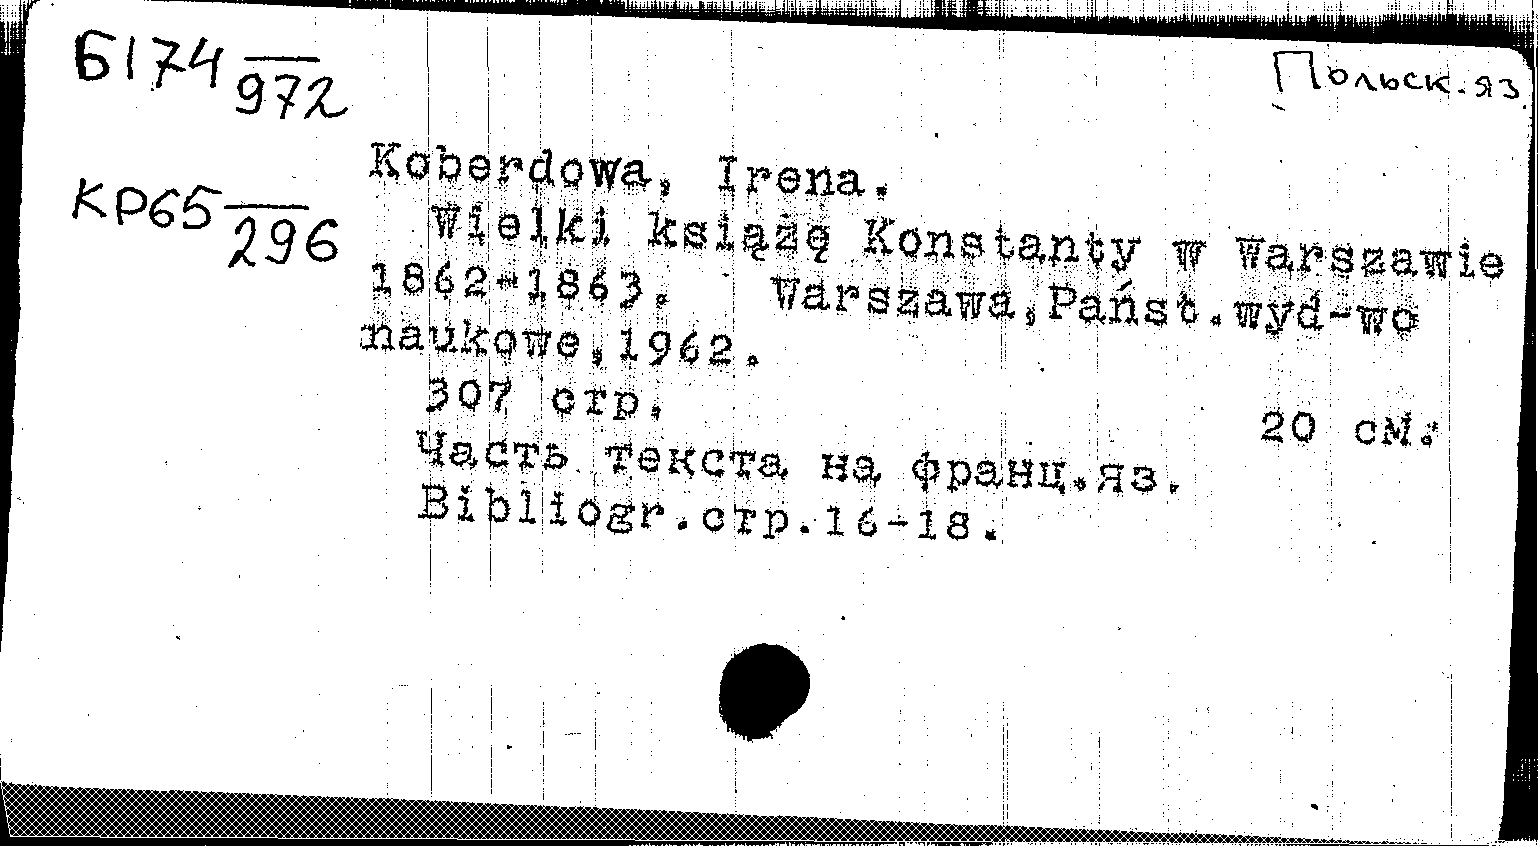 Б174 972
Польск.яз.
КР65 296
Koberdowa, Irena.
Wielki książę Konstanty w Warszawie
1862-1863. Warszawa,Państ.wyd-wo
naukowe,1962.
307 стр. 20 см.
Часть текста на франц.яз.
Bibliogr.стр.16-18.